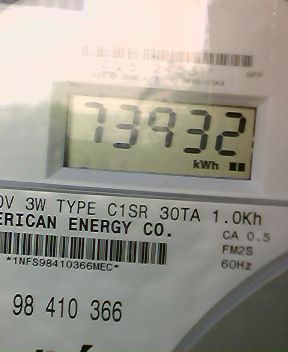 73932
kWh
0V 3W TYPE C1SR 30TA 1.0Kh
ERICAN ENERGY CO.
CA 0.5
FM2S
60Hz
*1NFS98410366MEC*
98 410 366